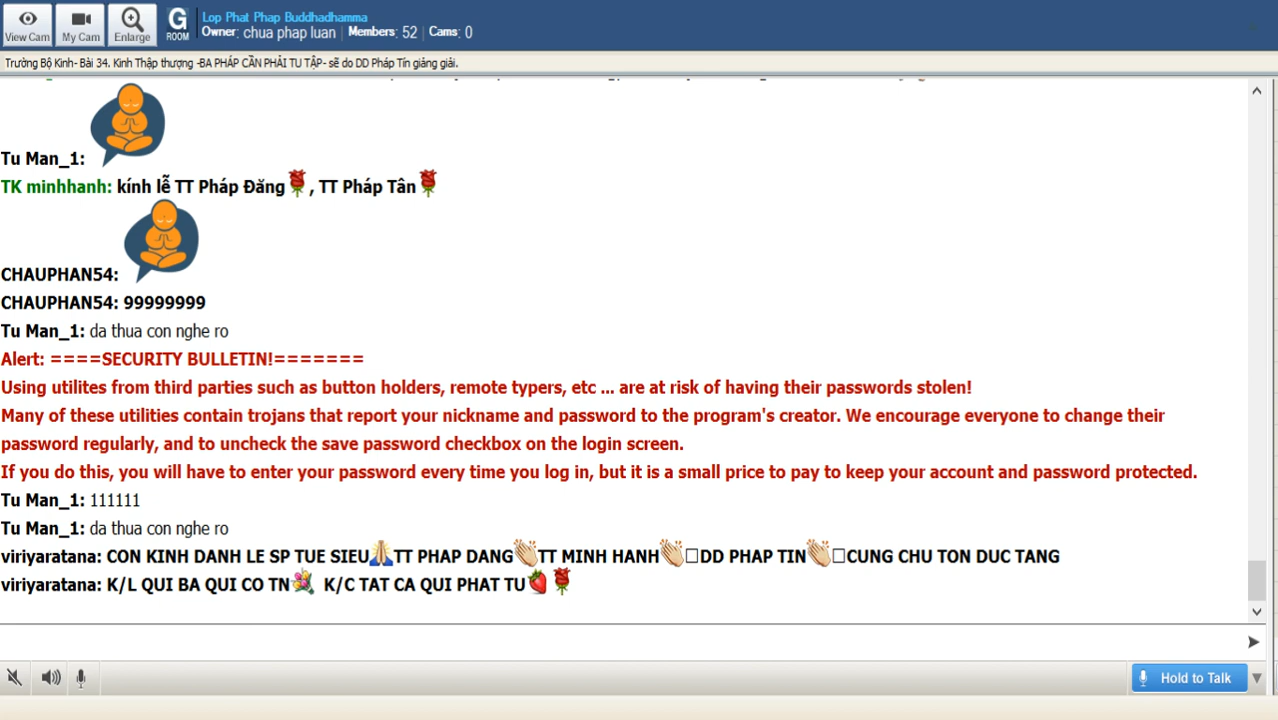 View Cam
My Cam
Enlarge
G
ROOM
Lop Phat Phap Buddhadhamma
Owner: chua phap luan | Members: 52 | Cams: 0
Trường Bộ Kinh- Bài 34. Kinh Thập thượng -BA PHÁP CẦN PHẢI TU TẬP- sẽ do DD Pháp Tín giảng giải.
Tu Man_1:
TK minhhanh: kính lễ TT Pháp Đăng🌹, TT Pháp Tân🌹
CHAUPHAN54:
CHAUPHAN54: 99999999
Tu Man_1: da thua con nghe ro
Alert: ====SECURITY BULLETIN!=======
Using utilites from third parties such as button holders, remote typers, etc ... are at risk of having their passwords stolen!
Many of these utilities contain trojans that report your nickname and password to the program's creator. We encourage everyone to change their
password regularly, and to uncheck the save password checkbox on the login screen.
If you do this, you will have to enter your password every time you log in, but it is a small price to pay to keep your account and password protected.
Tu Man_1: 111111
Tu Man_1: da thua con nghe ro
viriyaratana: CON KINH DANH LE SP TUE SIEU🙏TT PHAP DANG👏TT MINH HANH👏□DD PHAP TIN👏□CUNG CHU TON DUC TANG
viriyaratana: K/L QUI BA QUI CO TN💐 K/C TAT CA QUI PHAT TU🍓🌹
Hold to Talk